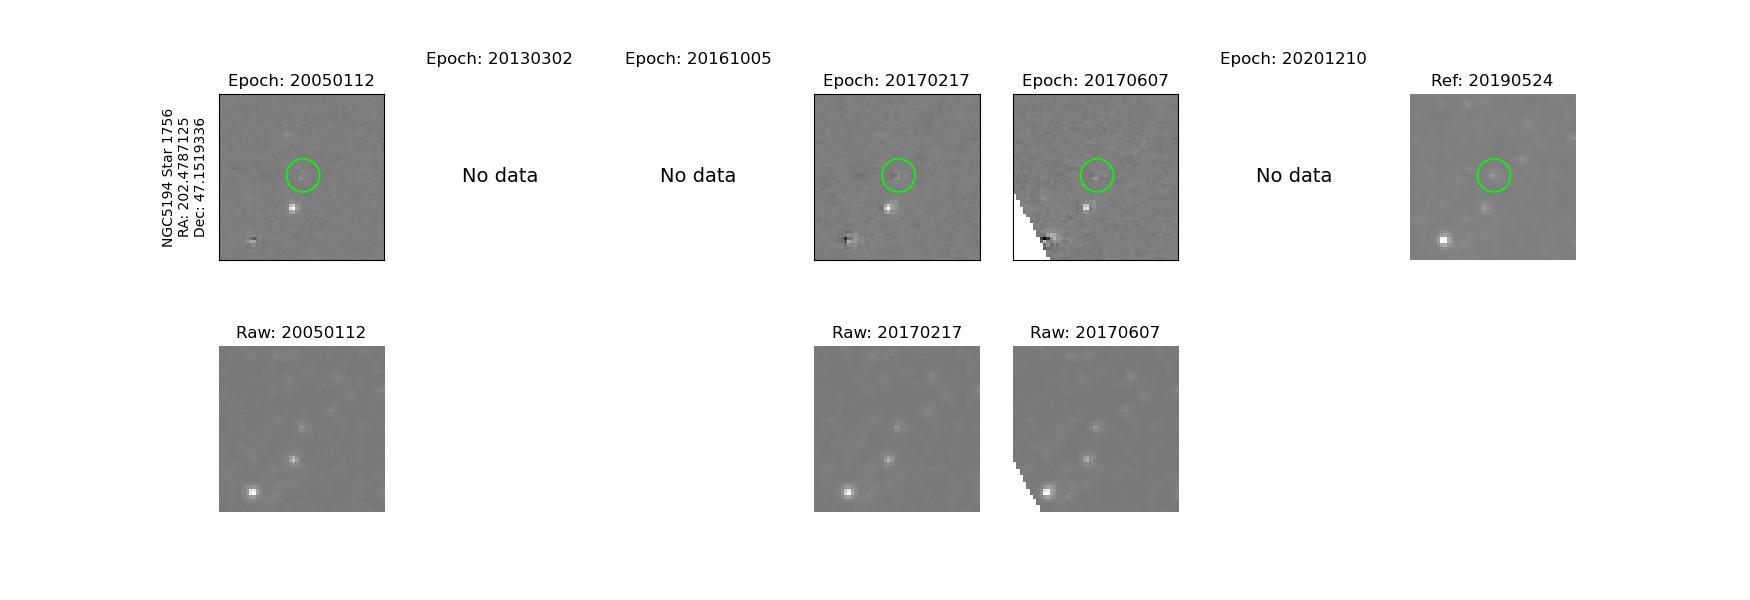 Epoch: 20130302
Epoch: 20161005
Epoch: 20201210
Epoch: 20050112
Epoch: 20170217
Epoch: 20170607
Ref: 20190524
NGC5194 Star 1756
RA: 202.4787125
Dec: 47.1519336
No data
No data
No data
Raw: 20050112
Raw: 20170217
Raw: 20170607